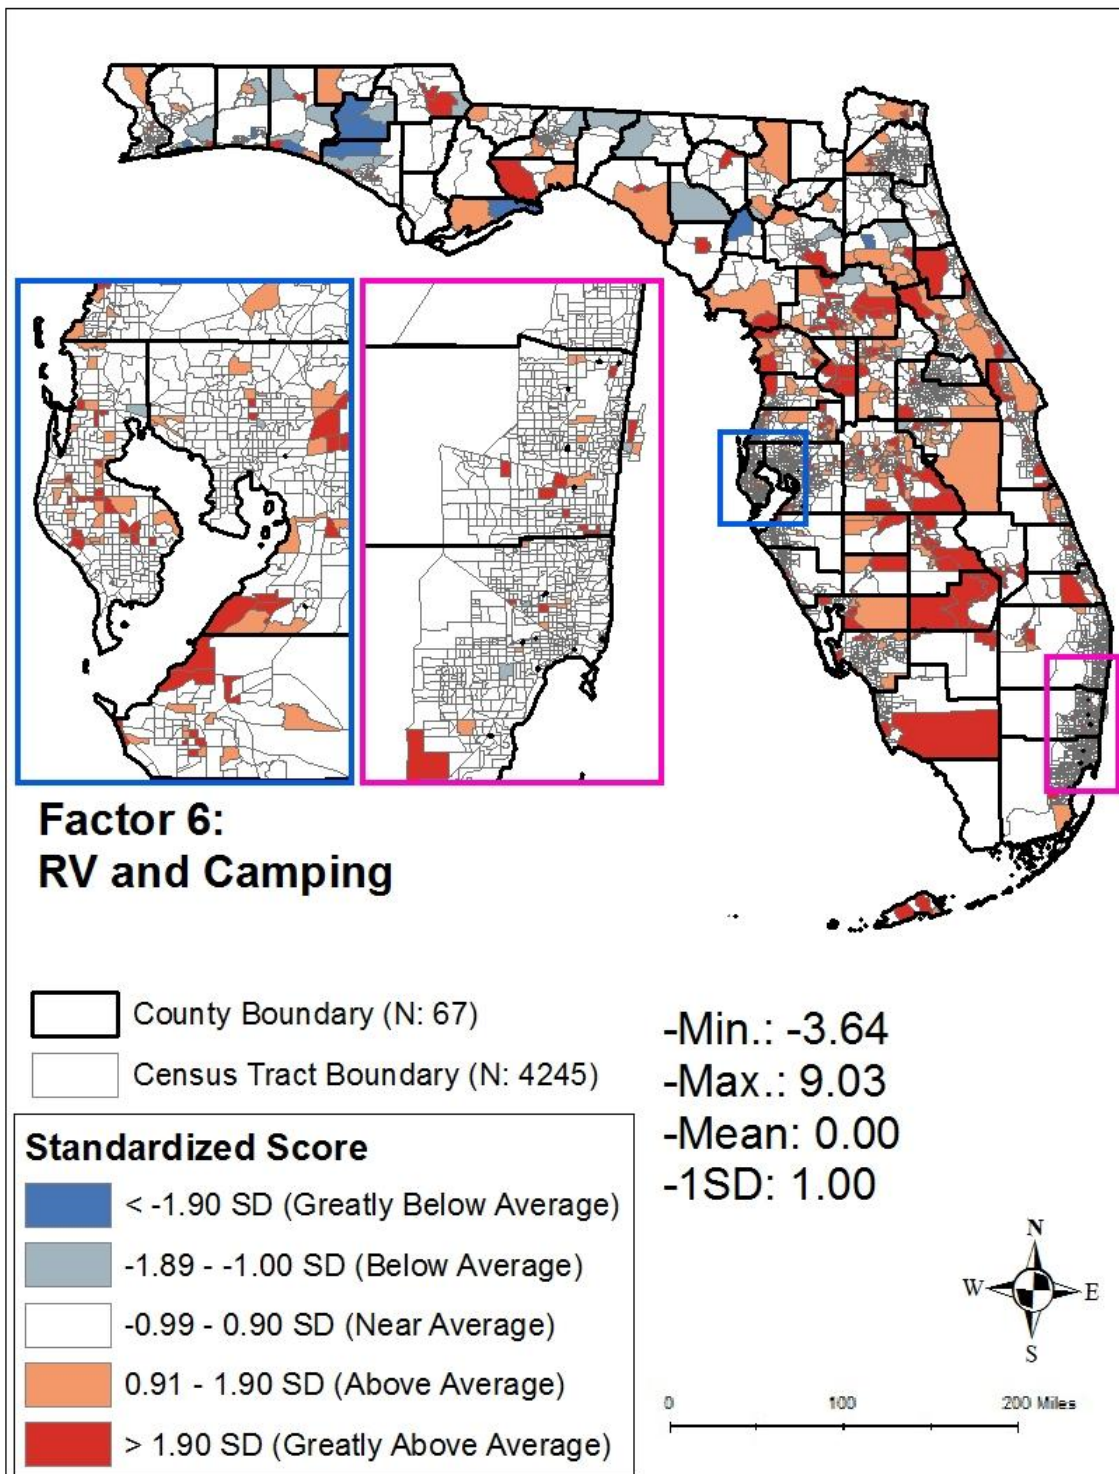 Factor 6:
RV and Camping
County Boundary (N: 67)
Census Tract Boundary (N: 4245)
-Min.: -3.64
-Max.: 9.03
-Mean: 0.00
-1SD: 1.00
Standardized Score
< -1.90 SD (Greatly Below Average)
-1.89 - -1.00 SD (Below Average)
-0.99 - 0.90 SD (Near Average)
0.91 - 1.90 SD (Above Average)
> 1.90 SD (Greatly Above Average)
N
W E
S
0 100 200 Miles